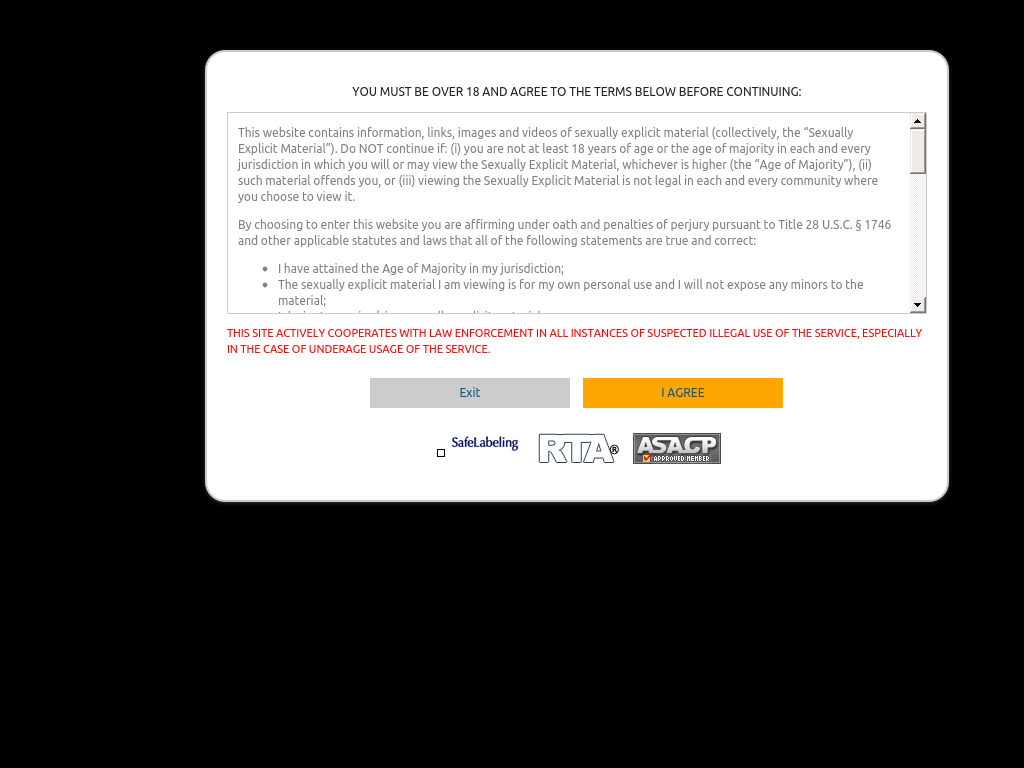 YOU MUST BE OVER 18 AND AGREE TO THE TERMS BELOW BEFORE CONTINUING:
This website contains information, links, images and videos of sexually explicit material (collectively, the “Sexually
Explicit Material”). Do NOT continue if: (i) you are not at least 18 years of age or the age of majority in each and every
jurisdiction in which you will or may view the Sexually Explicit Material, whichever is higher (the “Age of Majority”), (ii)
such material offends you, or (iii) viewing the Sexually Explicit Material is not legal in each and every community where
you choose to view it.
By choosing to enter this website you are affirming under oath and penalties of perjury pursuant to Title 28 U.S.C. § 1746
and other applicable statutes and laws that all of the following statements are true and correct:
• I have attained the Age of Majority in my jurisdiction;
• The sexually explicit material I am viewing is for my own personal use and I will not expose any minors to the
material;
THIS SITE ACTIVELY COOPERATES WITH LAW ENFORCEMENT IN ALL INSTANCES OF SUSPECTED ILLEGAL USE OF THE SERVICE, ESPECIALLY
IN THE CASE OF UNDERAGE USAGE OF THE SERVICE.
Exit I AGREE
SafeLabeling RTA® ASACP
APPROVED MEMBER